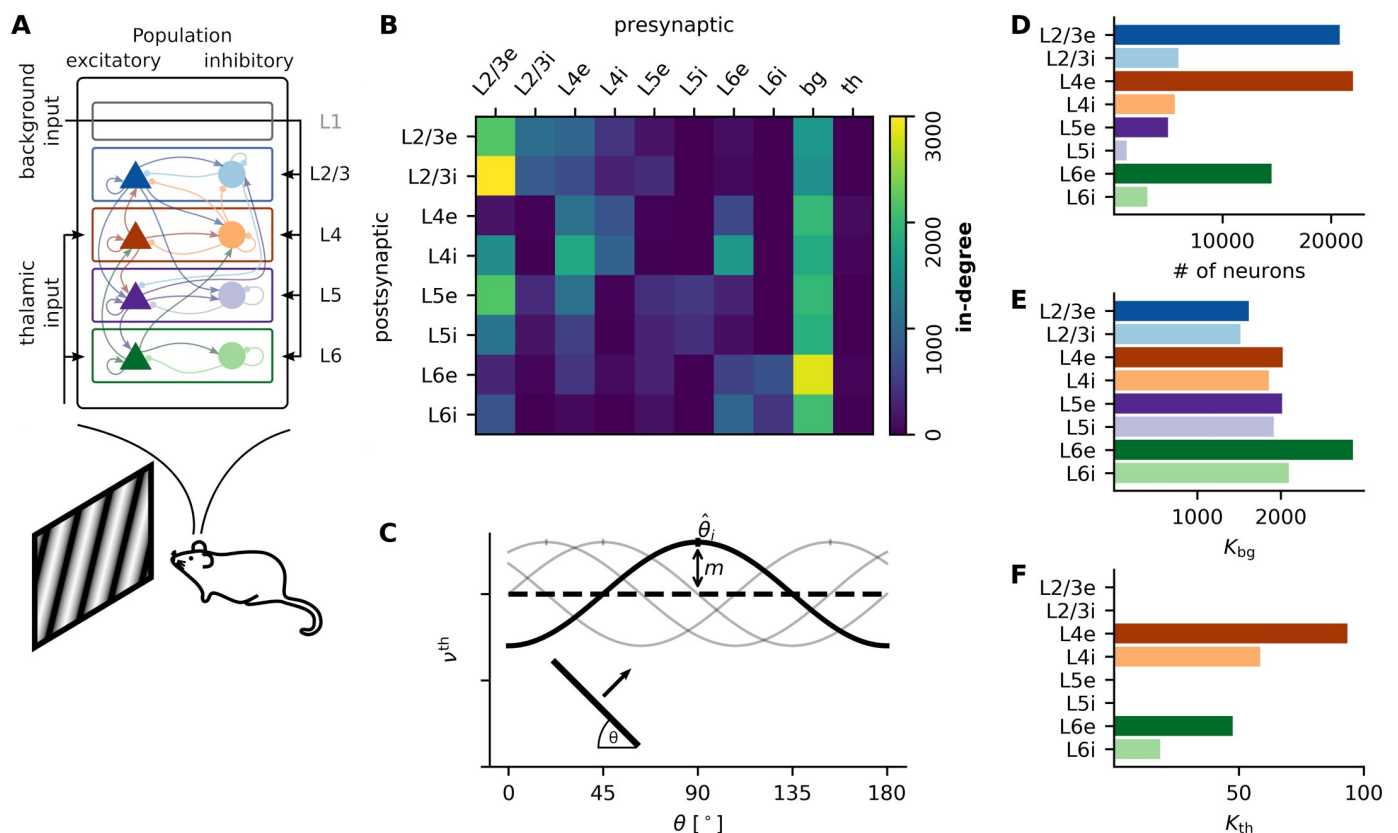 A
Population
excitatory inhibitory
background
input
thalamic
input
L1
L2/3
L4
L5
L6
B
presynaptic
L2/3e L2/3i L4e L4i L5e L5i L6e L6i bg th
postsynaptic
L2/3e
L2/3i
L4e
L4i
L5e
L5i
L6e
L6i
3000
2000
1000
0
in-degree
C
θ̂i
m
νth
θ
0 45 90 135 180
θ [°]
D
L2/3e
L2/3i
L4e
L4i
L5e
L5i
L6e
L6i
10000 20000
# of neurons
E
L2/3e
L2/3i
L4e
L4i
L5e
L5i
L6e
L6i
1000 2000
Kbg
F
L2/3e
L2/3i
L4e
L4i
L5e
L5i
L6e
L6i
50 100
Kth